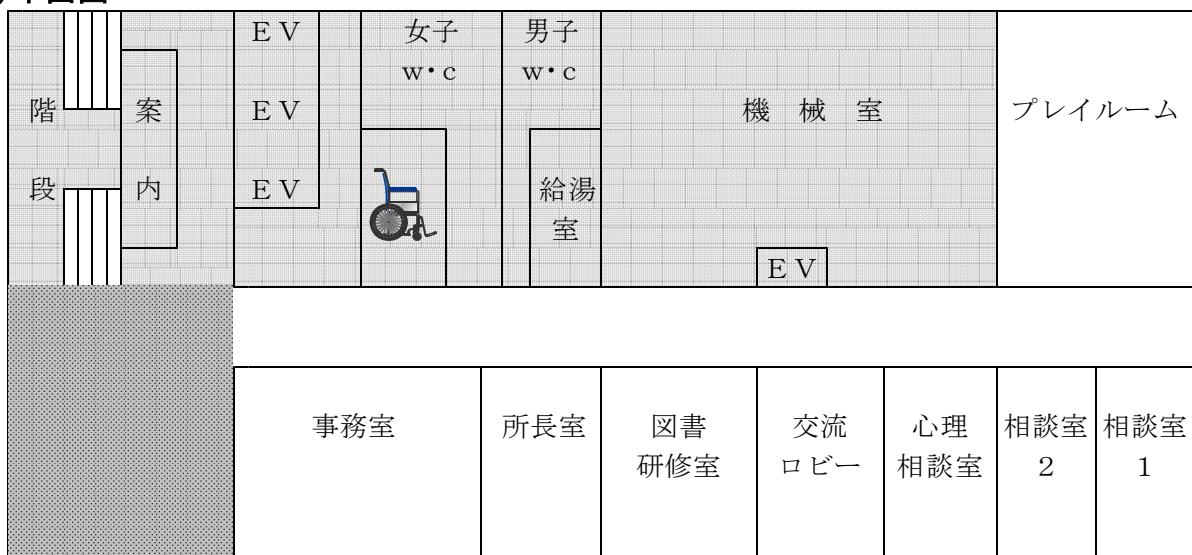 ＥＶ
女子
ｗ・ｃ
男子
ｗ・ｃ
階段
案内
ＥＶ
ＥＶ
給湯
室
機械室
ＥＶ
プレイルーム
事務室
所長室
図書
研修室
交流
ロビー
心理
相談室
相談室
２
相談室
１